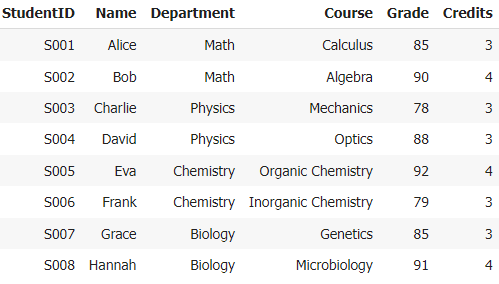 StudentID Name Department Course Grade Credits
S001 Alice Math Calculus 85 3
S002 Bob Math Algebra 90 4
S003 Charlie Physics Mechanics 78 3
S004 David Physics Optics 88 3
S005 Eva Chemistry Organic Chemistry 92 4
S006 Frank Chemistry Inorganic Chemistry 79 3
S007 Grace Biology Genetics 85 3
S008 Hannah Biology Microbiology 91 4